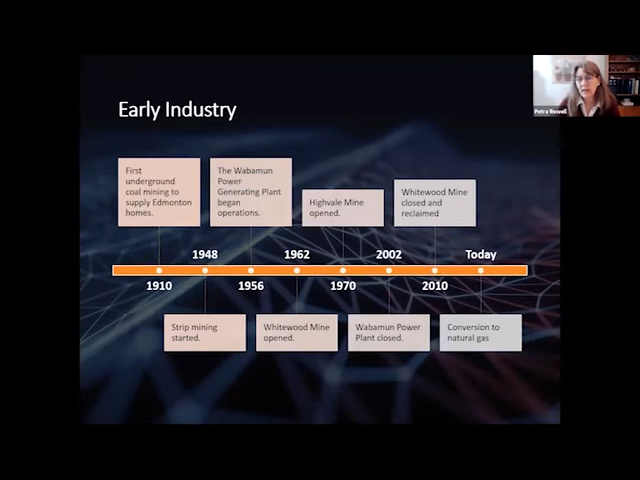 Petra Rowell
Early Industry
First
underground
coal mining to
supply Edmonton
homes.
The Wabamun
Power
Generating Plant
began
operations.
Highvale Mine
opened.
Whitewood Mine
closed and
reclaimed
1948
1962
2002
Today
1910
1956
1970
2010
Strip mining
started.
Whitewood Mine
opened.
Wabamun Power
Plant closed.
Conversion to
natural gas